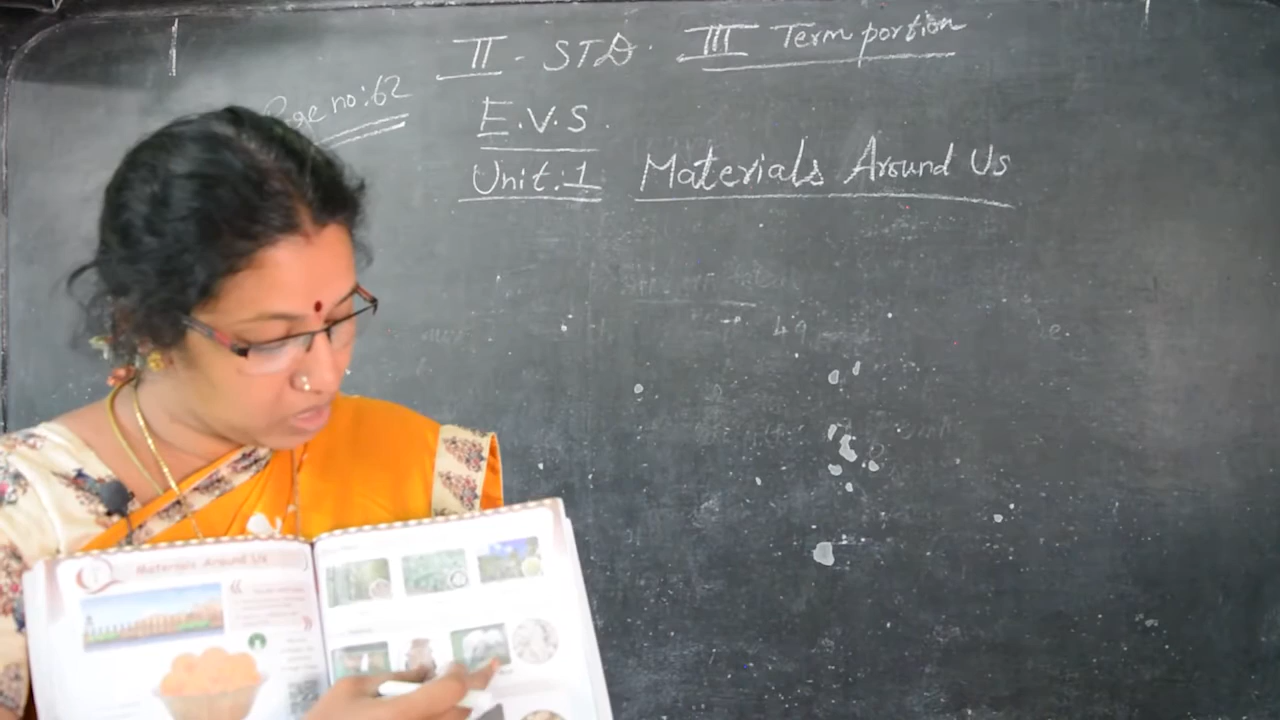 II - STD. III Term portion
Page no:62
E.V.S.
Unit:1 Materials Around Us
Materials Around Us